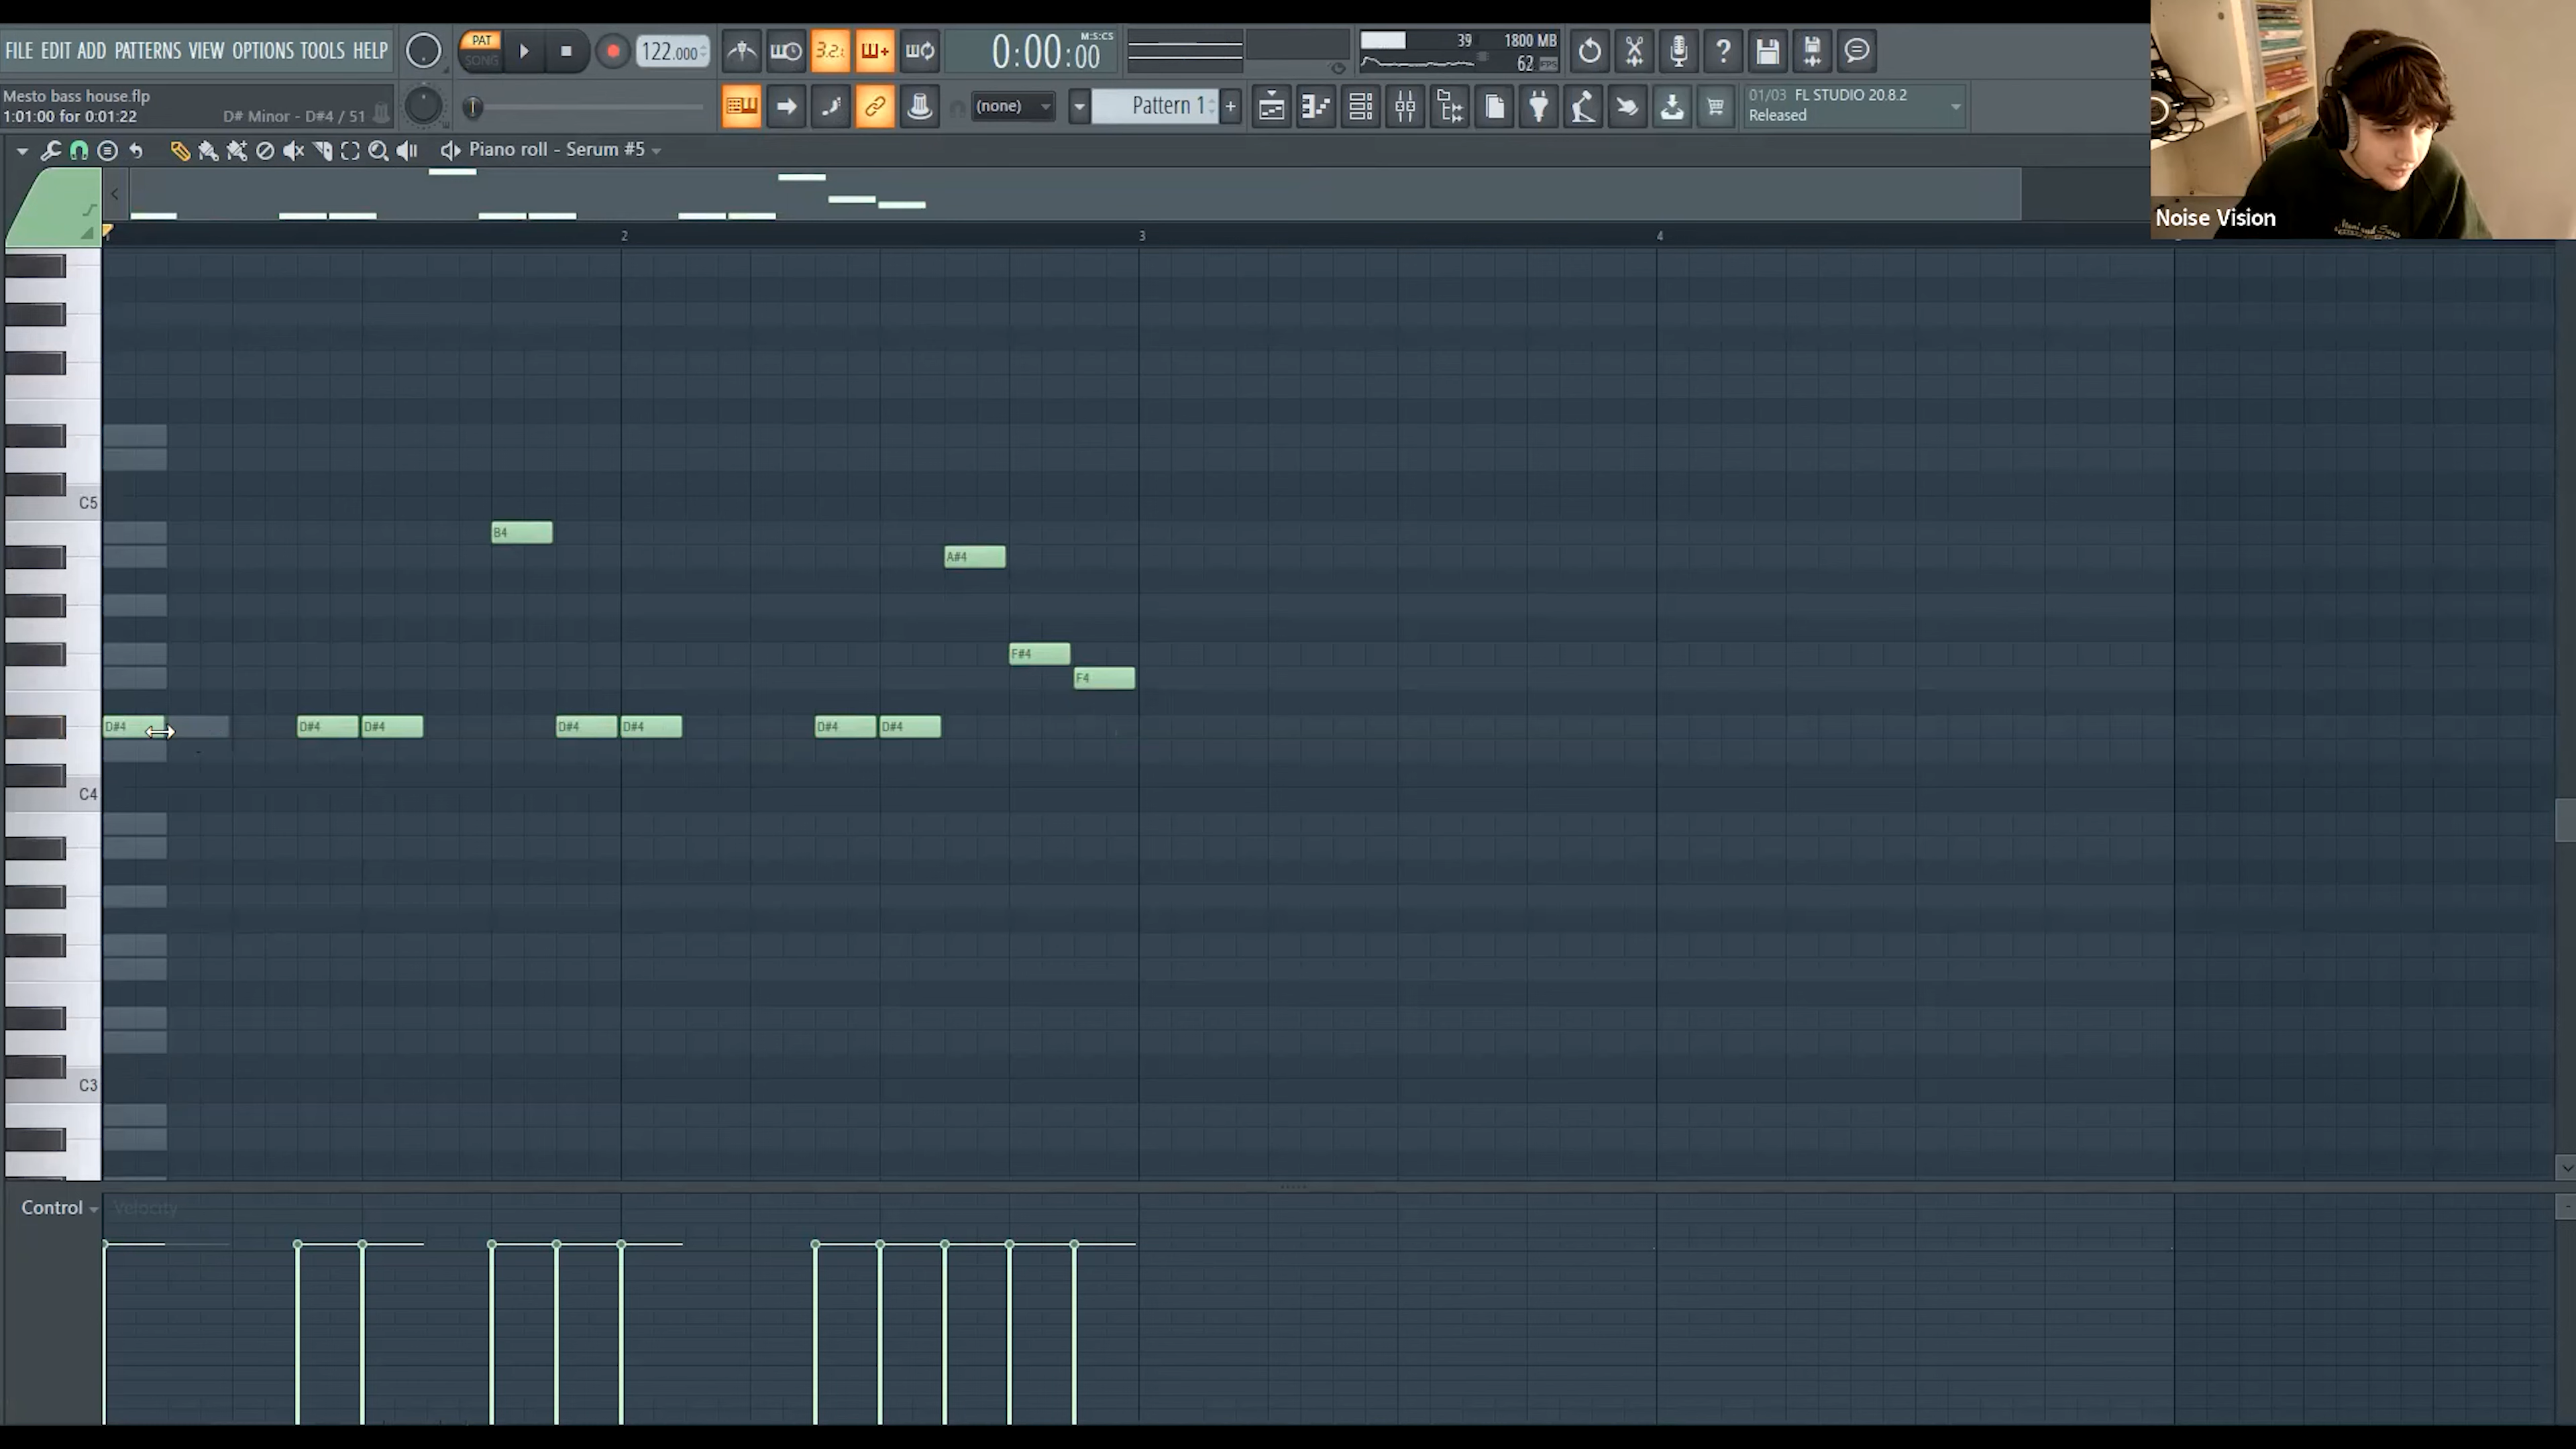 FILE EDIT ADD PATTERNS VIEW OPTIONS TOOLS HELP
PAT
SONG
122.000
3.2.
0:00:00
M:S:CS
39
1800 MB
62
FPS
Mesto bass house.flp
1:01:00 for 0:01:22
D# Minor - D#4 / 51
(none)
Pattern 1
+
01/03 FL STUDIO 20.8.2
Released
Noise Vision
Piano roll - Serum #5
2
3
4
C5
B4
A#4
F#4
F4
D#4
D#4
D#4
D#4
D#4
D#4
D#4
C4
C3
Control
Velocity